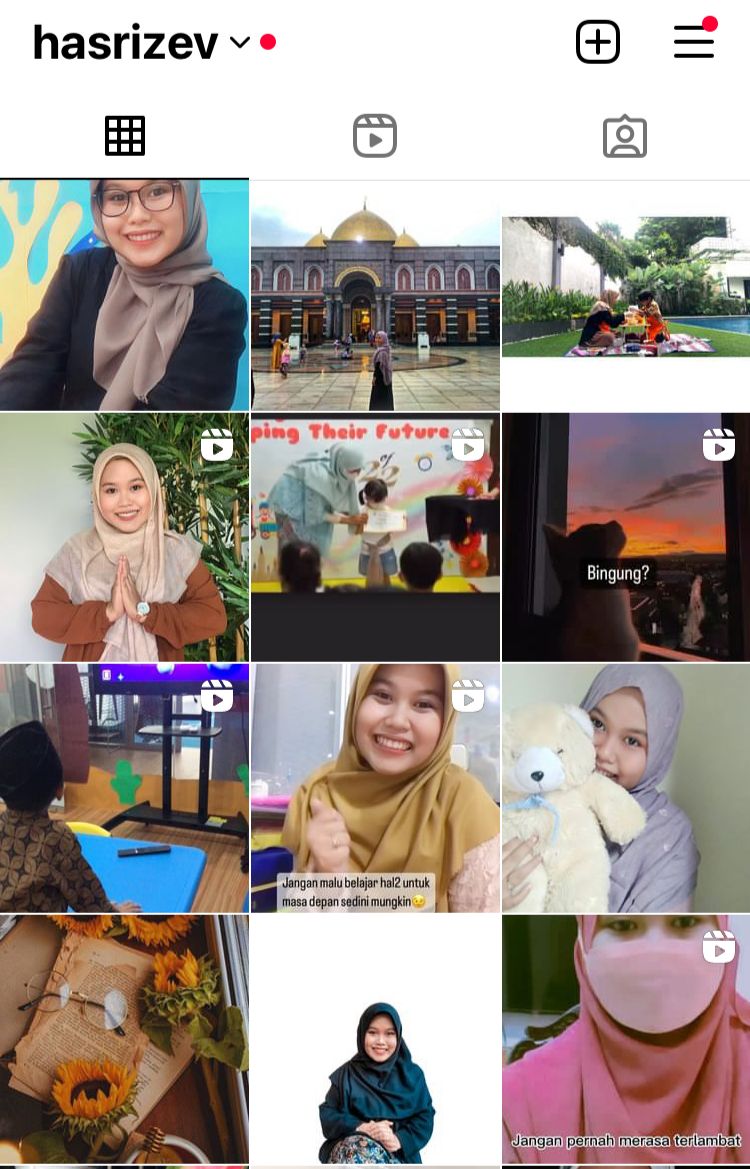 hasrizev
ping Their Future
Bingung?
Jangan malu belajar hal2 untuk
masa depan sedini mungkin😉
Jangan pernah merasa terlambat